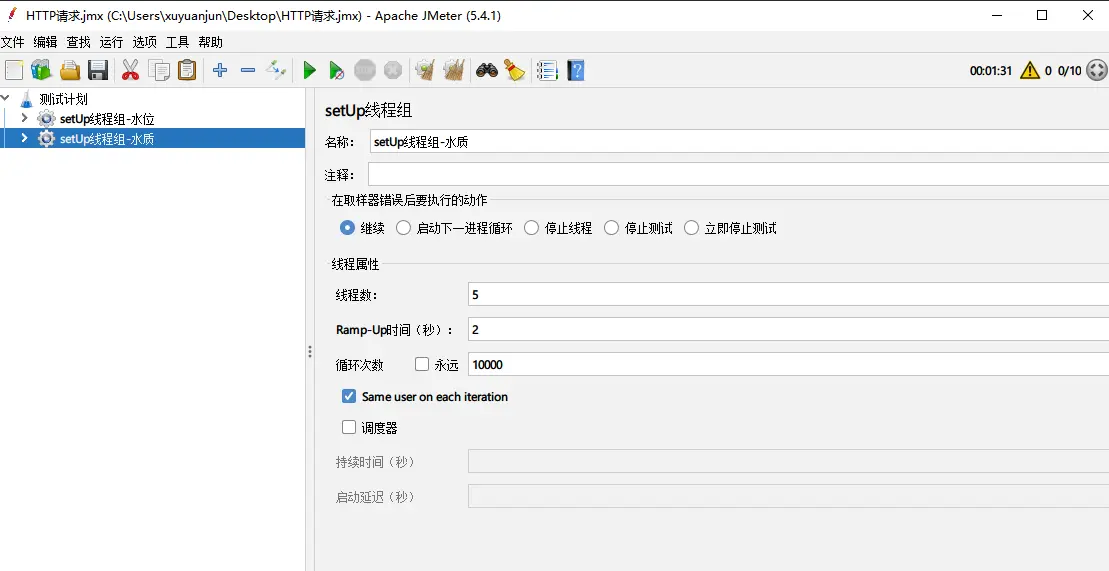 HTTP请求.jmx (C:\Users\xuyuanjun\Desktop\HTTP请求.jmx) - Apache JMeter (5.4.1)
文件 编辑 查找 运行 选项 工具 帮助
00:01:31 0 0/10
测试计划
setUp线程组-水位
setUp线程组-水质
setUp线程组
名称： setUp线程组-水质
注释：
在取样器错误后要执行的动作
继续 启动下一进程循环 停止线程 停止测试 立即停止测试
线程属性
线程数： 5
Ramp-Up时间（秒）： 2
循环次数 永远 10000
Same user on each iteration
调度器
持续时间（秒）
启动延迟（秒）